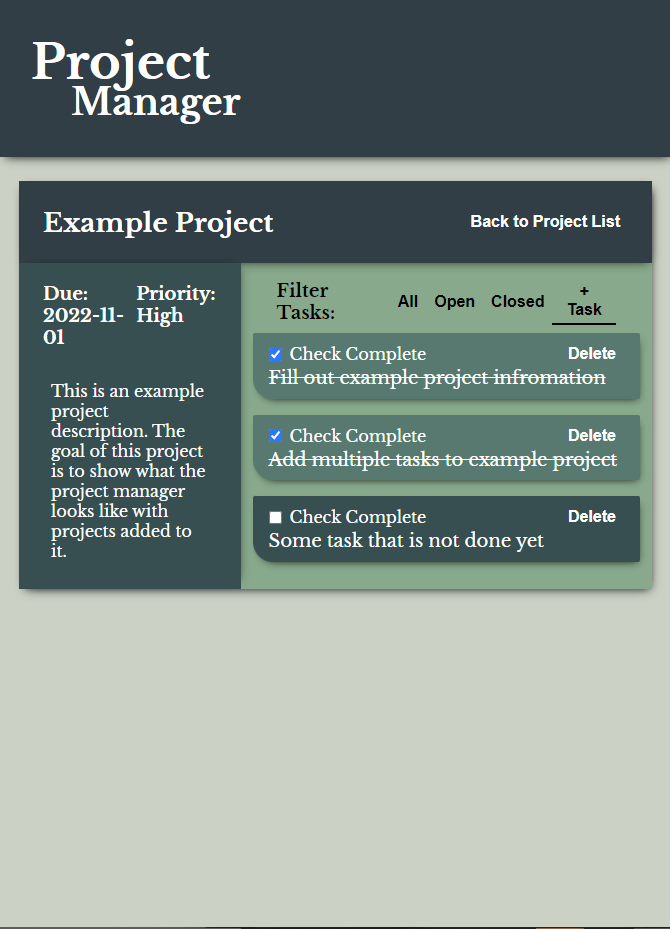 Project
Manager
Example Project
Back to Project List
Due:
2022-11-
01
Priority:
High
This is an example
project
description. The
goal of this project
is to show what the
project manager
looks like with
projects added to
it.
Filter
Tasks:
All
Open
Closed
+
Task
Check Complete
Delete
Fill out example project infromation
Check Complete
Delete
Add multiple tasks to example project
Check Complete
Delete
Some task that is not done yet